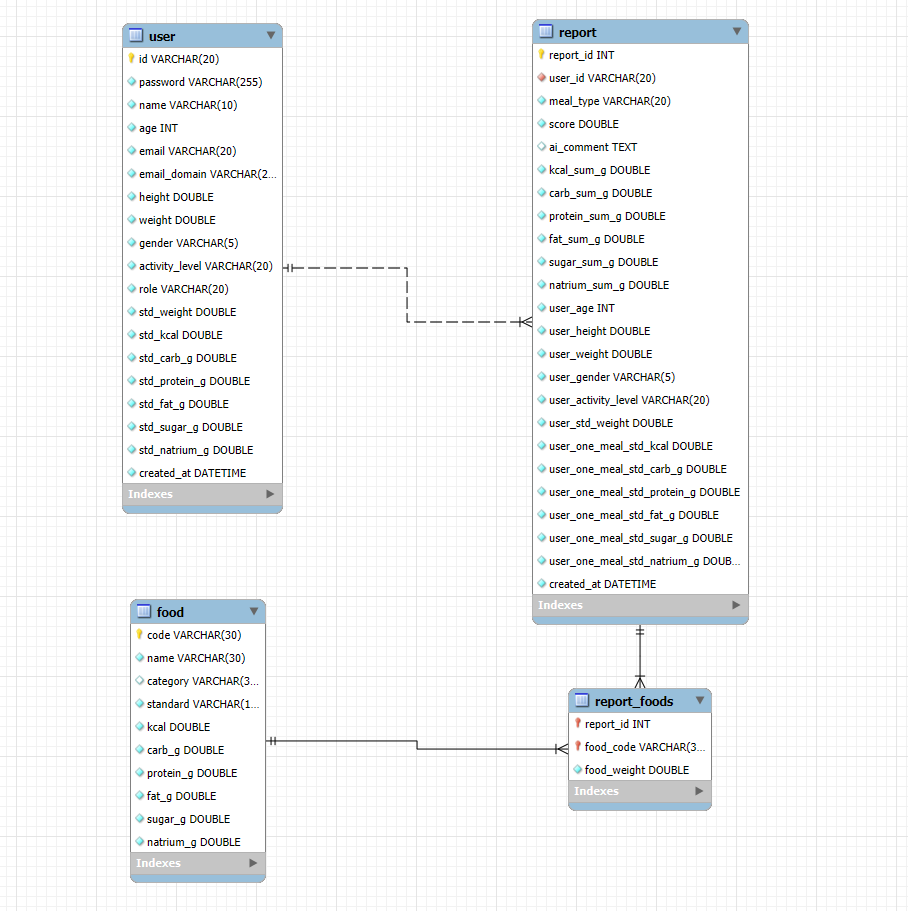 user
id VARCHAR(20)
password VARCHAR(255)
name VARCHAR(10)
age INT
email VARCHAR(20)
email_domain VARCHAR(2...
height DOUBLE
weight DOUBLE
gender VARCHAR(5)
activity_level VARCHAR(20)
role VARCHAR(20)
std_weight DOUBLE
std_kcal DOUBLE
std_carb_g DOUBLE
std_protein_g DOUBLE
std_fat_g DOUBLE
std_sugar_g DOUBLE
std_natrium_g DOUBLE
created_at DATETIME
Indexes
report
report_id INT
user_id VARCHAR(20)
meal_type VARCHAR(20)
score DOUBLE
ai_comment TEXT
kcal_sum_g DOUBLE
carb_sum_g DOUBLE
protein_sum_g DOUBLE
fat_sum_g DOUBLE
sugar_sum_g DOUBLE
natrium_sum_g DOUBLE
user_age INT
user_height DOUBLE
user_weight DOUBLE
user_gender VARCHAR(5)
user_activity_level VARCHAR(20)
user_std_weight DOUBLE
user_one_meal_std_kcal DOUBLE
user_one_meal_std_carb_g DOUBLE
user_one_meal_std_protein_g DOUBLE
user_one_meal_std_fat_g DOUBLE
user_one_meal_std_sugar_g DOUBLE
user_one_meal_std_natrium_g DOUB...
created_at DATETIME
Indexes
food
code VARCHAR(30)
name VARCHAR(30)
category VARCHAR(3...
standard VARCHAR(1...
kcal DOUBLE
carb_g DOUBLE
protein_g DOUBLE
fat_g DOUBLE
sugar_g DOUBLE
natrium_g DOUBLE
Indexes
report_foods
report_id INT
food_code VARCHAR(3...
food_weight DOUBLE
Indexes